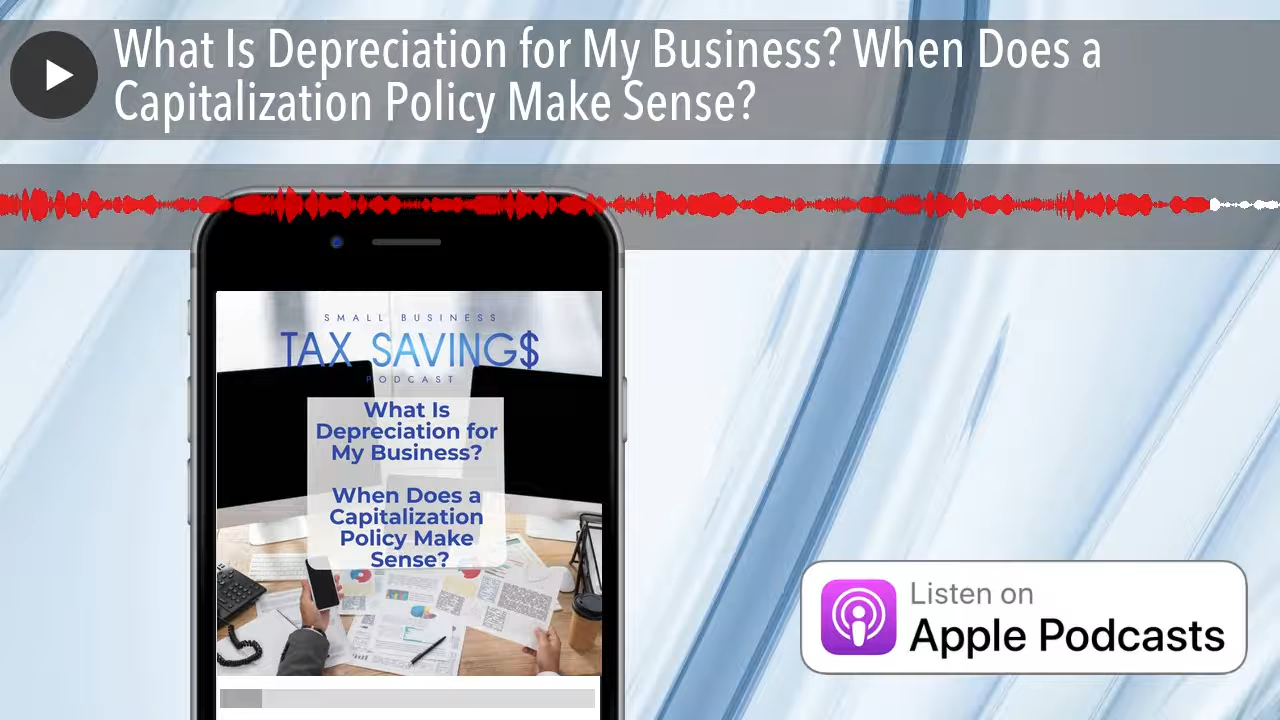 What Is Depreciation for My Business? When Does a
Capitalization Policy Make Sense?
SMALL BUSINESS
TAX SAVING$
PODCAST
What Is
Depreciation for
My Business?
When Does a
Capitalization
Policy Make
Sense?
Listen on
Apple Podcasts